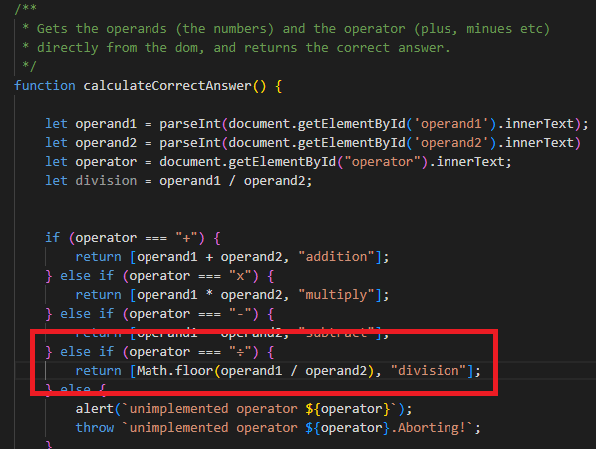 /**
* Gets the operands (the numbers) and the operator (plus, minues etc)
* directly from the dom, and returns the correct answer.
*/
function calculateCorrectAnswer() {
let operand1 = parseInt(document.getElementById('operand1').innerText);
let operand2 = parseInt(document.getElementById('operand2').innerText)
let operator = document.getElementById("operator").innerText;
let division = operand1 / operand2;
if (operator === "+") {
return [operand1 + operand2, "addition"];
} else if (operator === "x") {
return [operand1 * operand2, "multiply"];
} else if (operator === "-") {
return [operand1 - operand2, "subtract"];
} else if (operator === "÷") {
return [Math.floor(operand1 / operand2), "division"];
} else {
alert(`unimplemented operator ${operator}`);
throw `unimplemented operator ${operator}.Aborting!`;
}